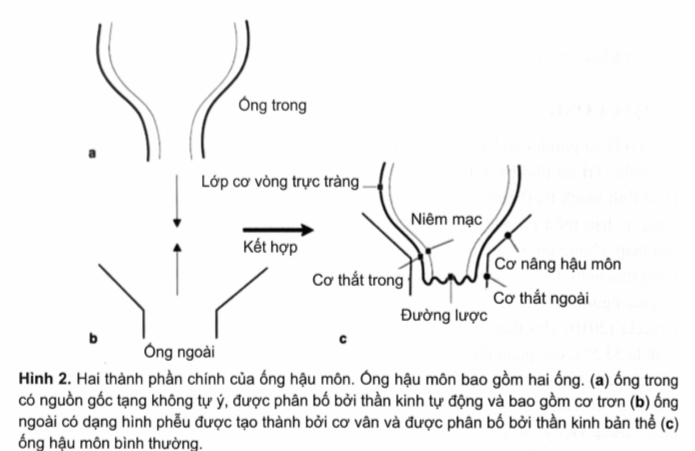 Ống trong
a
Lớp cơ vòng trực tràng
Niêm mạc
Kết hợp
Cơ nâng hậu môn
Cơ thắt trong
Cơ thắt ngoài
Đường lược
b
c
Ống ngoài
Hình 2. Hai thành phần chính của ống hậu môn. Ống hậu môn bao gồm hai ống. (a) ống trong
có nguồn gốc tạng không tự ý, được phân bố bởi thần kinh tự động và bao gồm cơ trơn (b) ống
ngoài có dạng hình phễu được tạo thành bởi cơ vân và được phân bố bởi thần kinh bản thể (c)
ống hậu môn bình thường.